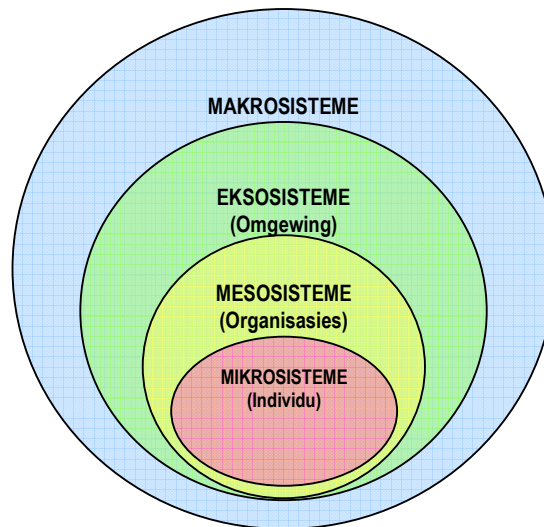 MAKROSISTEME
EKSOSISTEME
(Omgewing)
MESOSISTEME
(Organisasies)
MIKROSISTEME
(Individu)